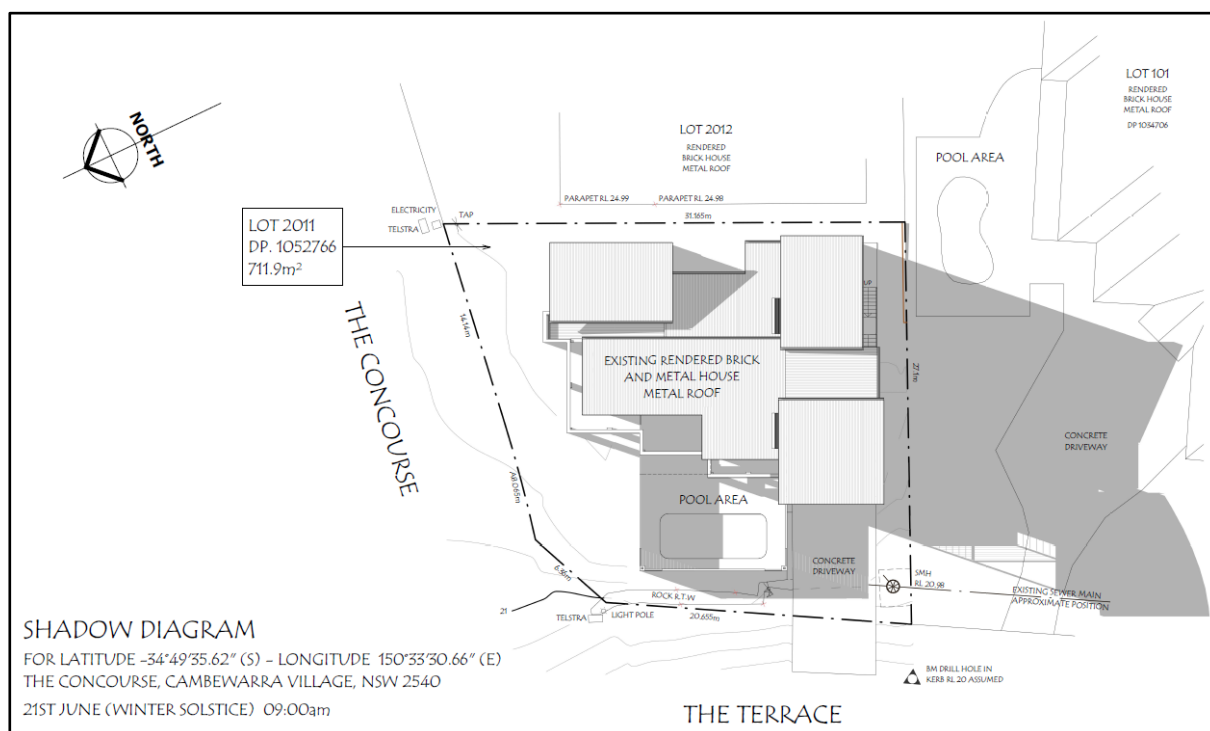 NORTH
LOT 2011
DP. 1052766
711.9m²
ELECTRICITY
TELSTRA
TAP
LOT 2012
RENDERED
BRICK HOUSE
METAL ROOF
PARAPET RL 24.99
PARAPET RL 24.98
31.165m
POOL AREA
LOT 101
RENDERED
BRICK HOUSE
METAL ROOF
DP 1034706
THE CONCOURSE
14.14m
UP
27.5m
EXISTING RENDERED BRICK
AND METAL HOUSE
METAL ROOF
CONCRETE
DRIVEWAY
POOL AREA
CONCRETE
DRIVEWAY
SMH
RL 20.98
EXISTING SEWER MAIN
APPROXIMATE POSITION
ROCK R.T.W
21
TELSTRA
LIGHT POLE
20.655m
BM DRILL HOLE IN
KERB RL 20 ASSUMED
THE TERRACE
SHADOW DIAGRAM
FOR LATITUDE -34°49'35.62" (S) - LONGITUDE 150°33'30.66" (E)
THE CONCOURSE, CAMBEWARRA VILLAGE, NSW 2540
21ST JUNE (WINTER SOLSTICE) 09:00am